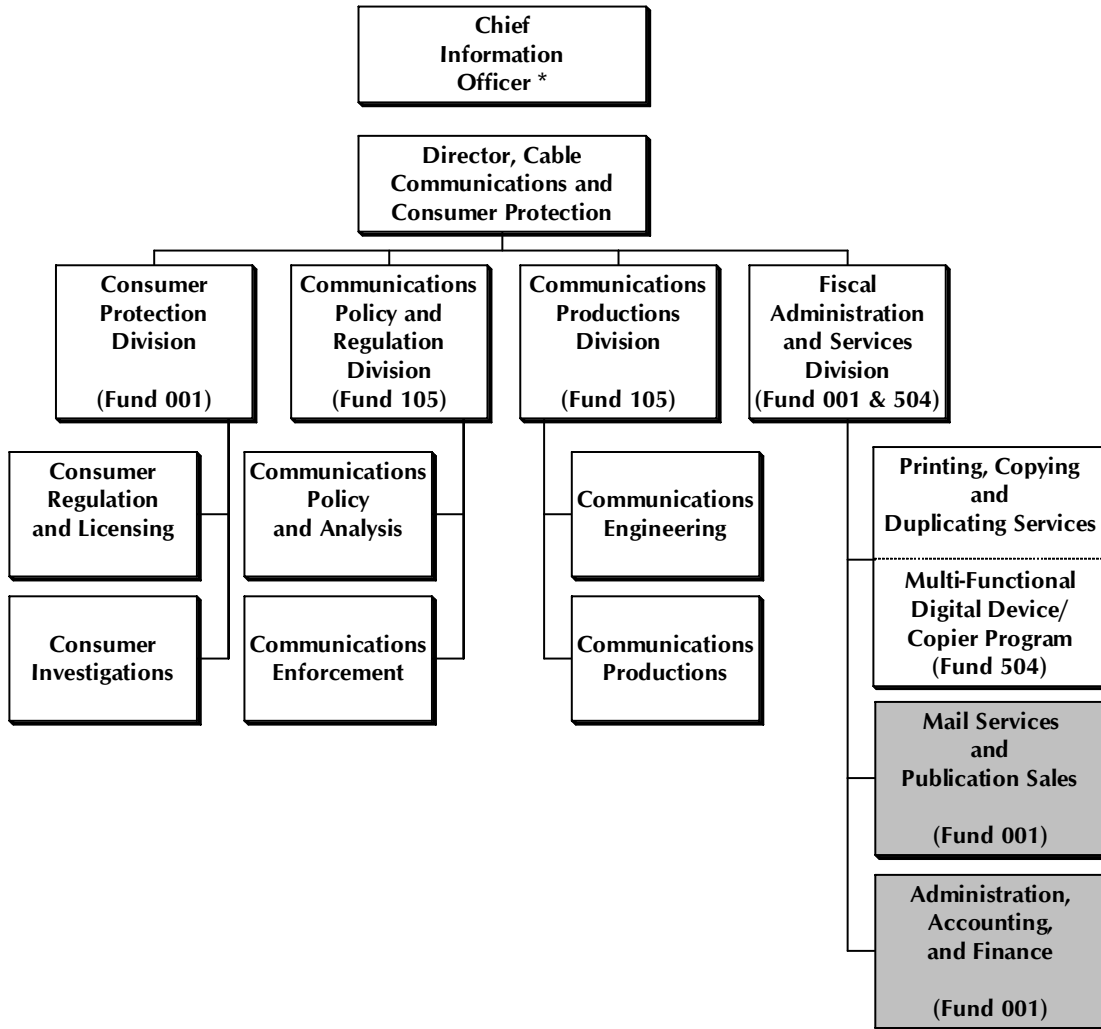 Chief
Information
Officer *
Director, Cable
Communications and
Consumer Protection
Consumer
Protection
Division
(Fund 001)
Communications
Policy and
Regulation
Division
(Fund 105)
Communications
Productions
Division
(Fund 105)
Fiscal
Administration
and Services
Division
(Fund 001 & 504)
Consumer
Regulation
and Licensing
Communications
Policy
and Analysis
Communications
Engineering
Printing, Copying
and
Duplicating Services
Multi-Functional
Digital Device/
Copier Program
(Fund 504)
Consumer
Investigations
Communications
Enforcement
Communications
Productions
Mail Services
and
Publication Sales
(Fund 001)
Administration,
Accounting,
and Finance
(Fund 001)